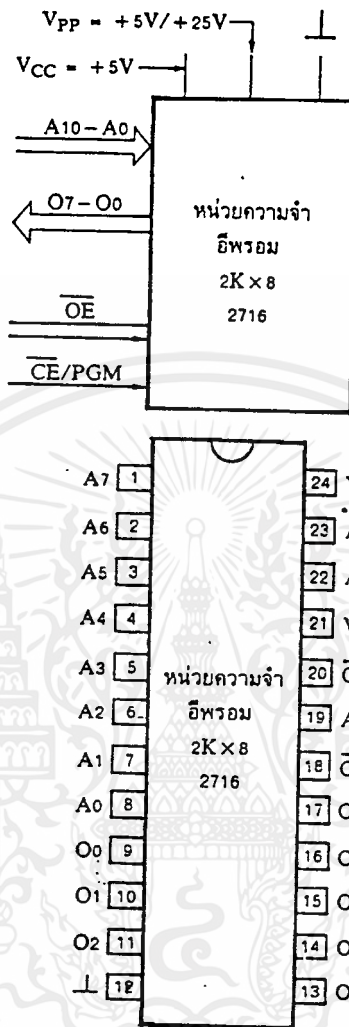 VPP = +5V/+25V
VCC = +5V
A10-A0
O7-O0
หน่วยความจำ
อีพรอม
2K×8
2716
OE
CE/PGM
A7 1
A6 2
A5 3
A4 4
A3 5
A2 6
A1 7
A0 8
O0 9
O1 10
O2 11
12
หน่วยความจำ
อีพรอม
2K×8
2716
24
23
22
21
20
19
18
17
16
15
14
13